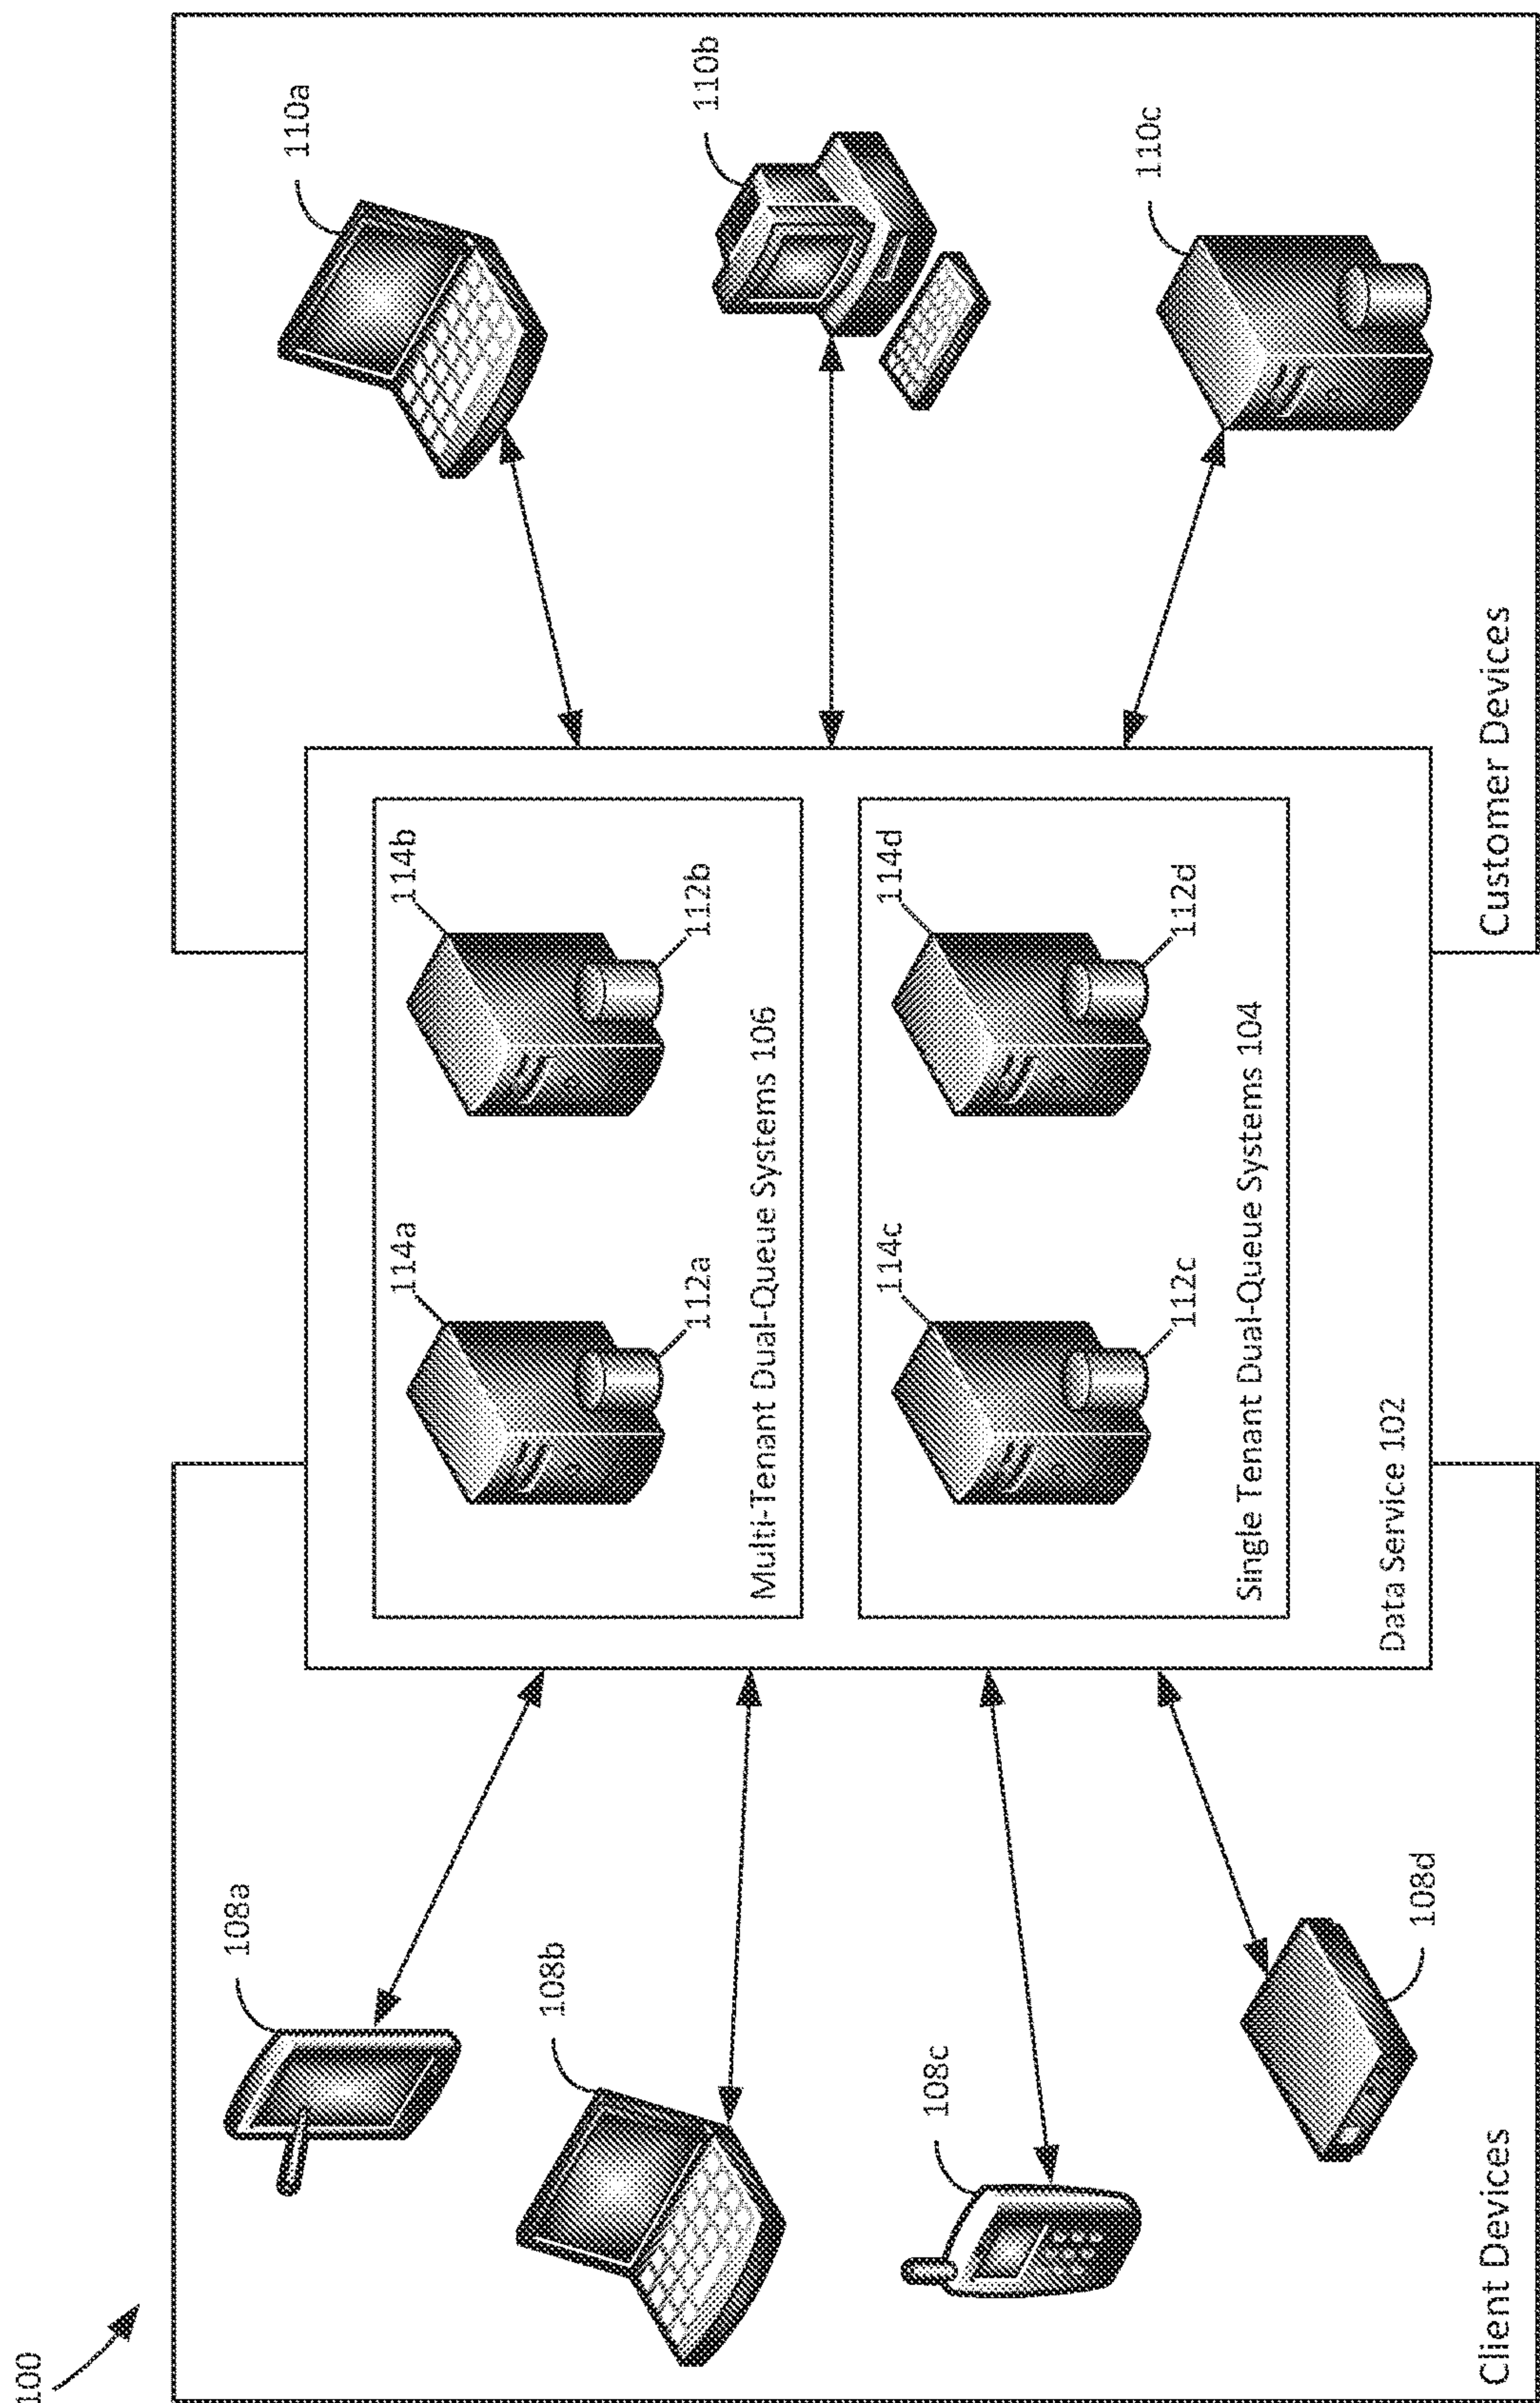 100
108a
108b
108c
108d
Client Devices
114a
112a
114b
112b
Multi-Tenant Dual-Queue Systems 106
114c
112c
114d
112d
Single Tenant Dual-Queue Systems 104
Data Service 102
110a
110b
110c
Customer Devices